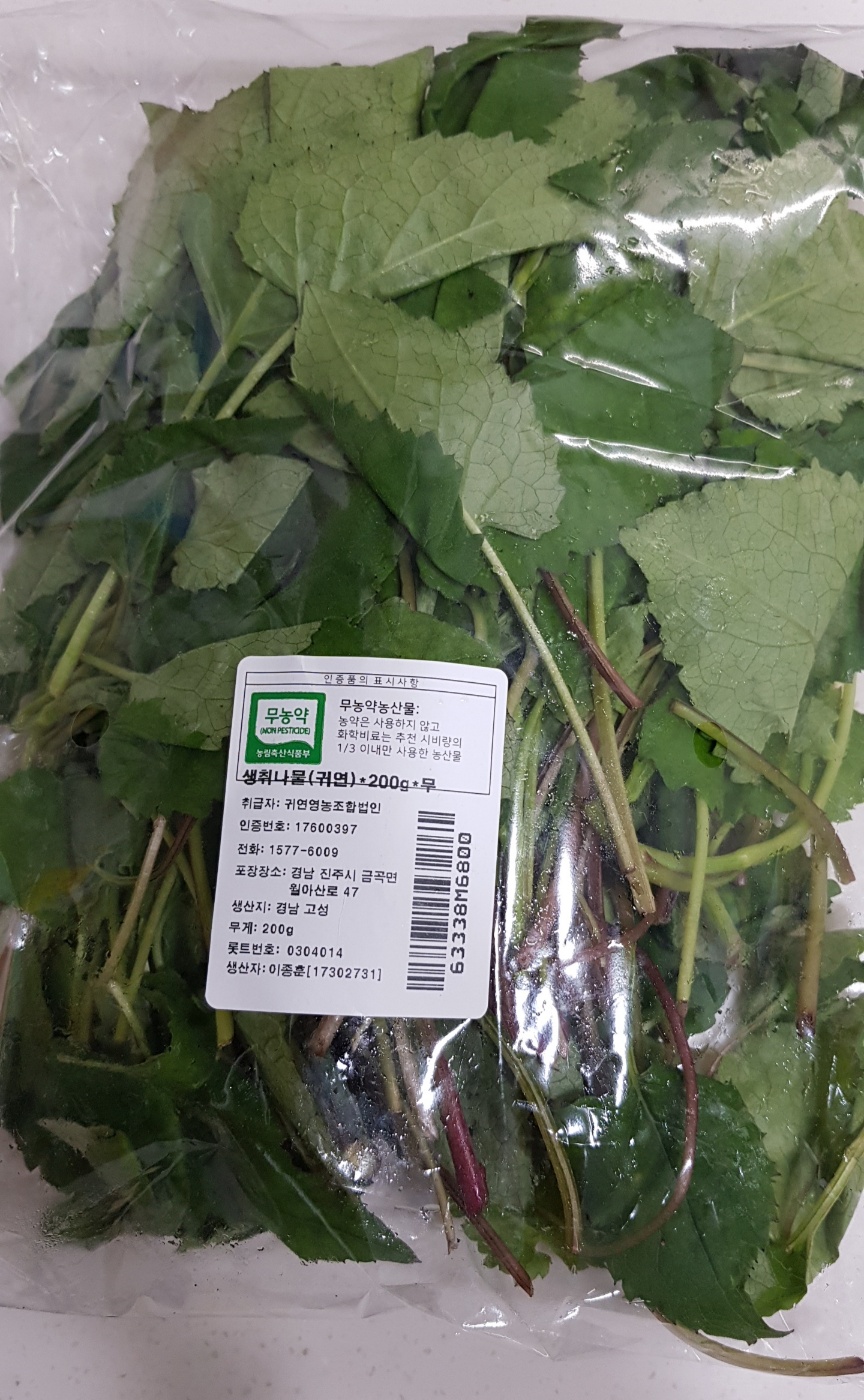 인증품의 표시사항
무농약
(NON PESTICIDE)
농림축산식품부
무농약농산물:
농약은 사용하지 않고
화학비료는 추천 시비량의
1/3 이내만 사용한 농산물
생취나물(귀연)*200g*무
취급자: 귀연영농조합법인
인증번호: 17600397
전화: 1577-6009
포장장소: 경남 진주시 금곡면
월아산로 47
생산지: 경남 고성
무게: 200g
롯트번호: 0304014
생산자: 이종훈[17302731]
63338M6800